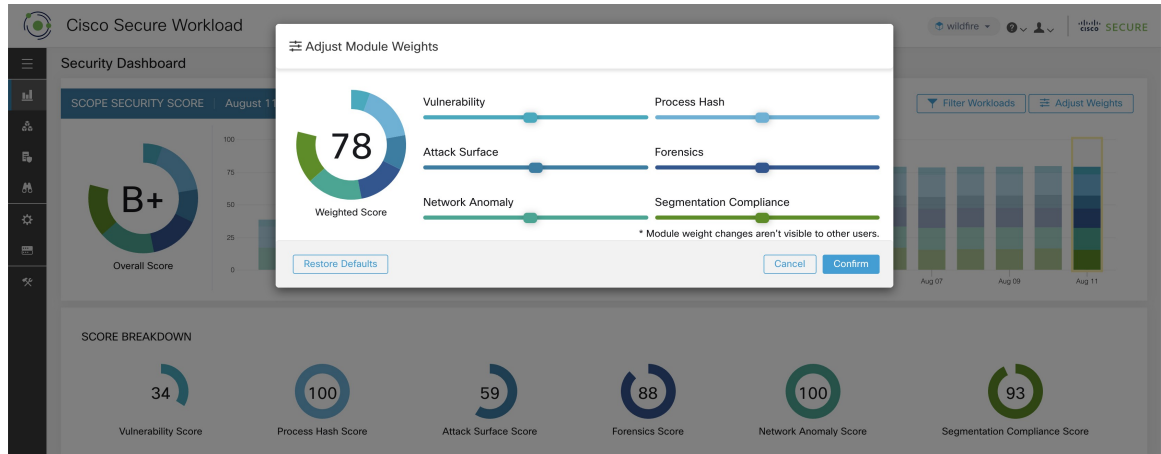 Cisco Secure Workload
wildfire
CISCO SECURE
Security Dashboard
SCOPE SECURITY SCORE
August 11
Filter Workloads
Adjust Weights
B+
Overall Score
100
75
50
25
0
Aug 07
Aug 09
Aug 11
Adjust Module Weights
78
Weighted Score
Vulnerability
Process Hash
Attack Surface
Forensics
Network Anomaly
Segmentation Compliance
* Module weight changes aren't visible to other users.
Restore Defaults
Cancel
Confirm
SCORE BREAKDOWN
34
Vulnerability Score
100
Process Hash Score
59
Attack Surface Score
88
Forensics Score
100
Network Anomaly Score
93
Segmentation Compliance Score